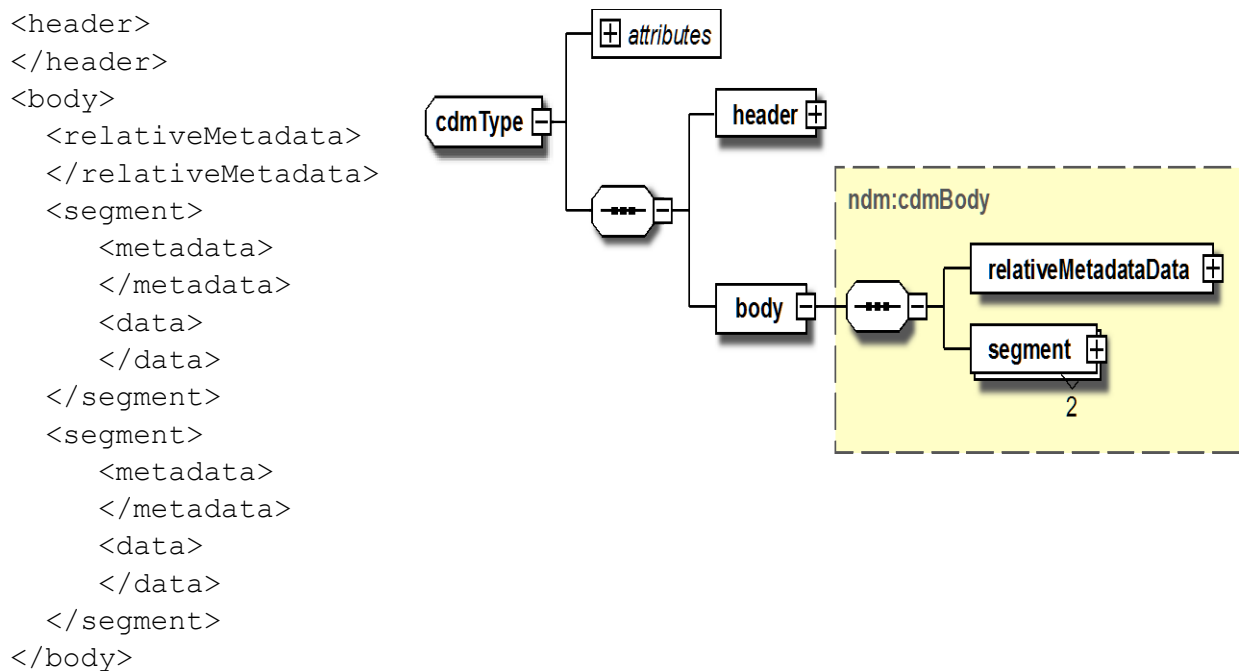 <header>
</header>
<body>
  <relativeMetadata>
  </relativeMetadata>
  <segment>
     <metadata>
     </metadata>
     <data>
     </data>
  </segment>
  <segment>
     <metadata>
     </metadata>
     <data>
     </data>
  </segment>
</body>
attributes
cdmType
header
ndm:cdmBody
relativeMetadataData
body
segment
2